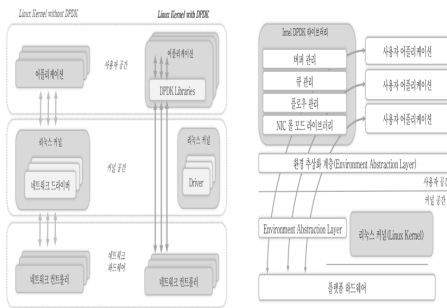 Linux Kernel without DPDK
Linux Kernel with DPDK
어플리케이션
사용자 공간
어플리케이션
DPDK Libraries
리눅스 커널
네트워크 드라이버
커널 공간
리눅스 커널
Driver
네트워크 컨트롤러
네트워크
하드웨어
네트워크 컨트롤러
Intel DPDK 라이브러리
버퍼 관리
큐 관리
플로우 관리
NIC 폴 모드 라이브러리
사용자 어플리케이션
사용자 어플리케이션
사용자 어플리케이션
환경 추상화 계층(Environment Abstraction Layer)
사용자 공간
커널 공간
Environment Abstraction Layer
리눅스 커널(Linux Kernel)
플랫폼 하드웨어